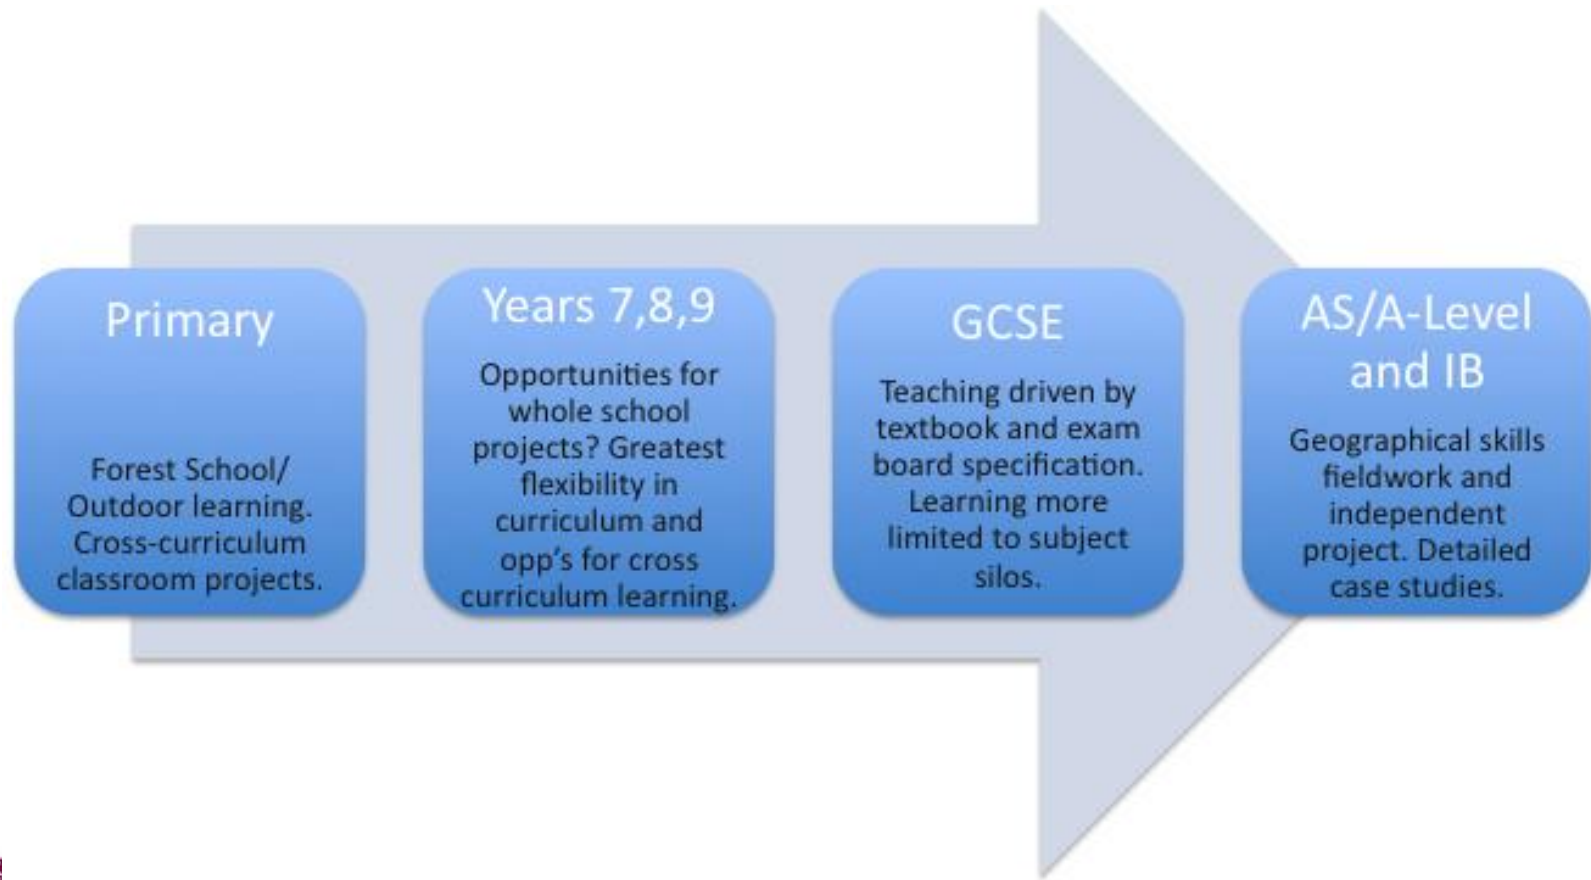 Primary
Forest School/
Outdoor learning.
Cross-curriculum
classroom projects.
Years 7,8,9
Opportunities for
whole school
projects? Greatest
flexibility in
curriculum and
opp's for cross
curriculum learning.
GCSE
Teaching driven by
textbook and exam
board specification.
Learning more
limited to subject
silos.
AS/A-Level
and IB
Geographical skills
fieldwork and
independent
project. Detailed
case studies.